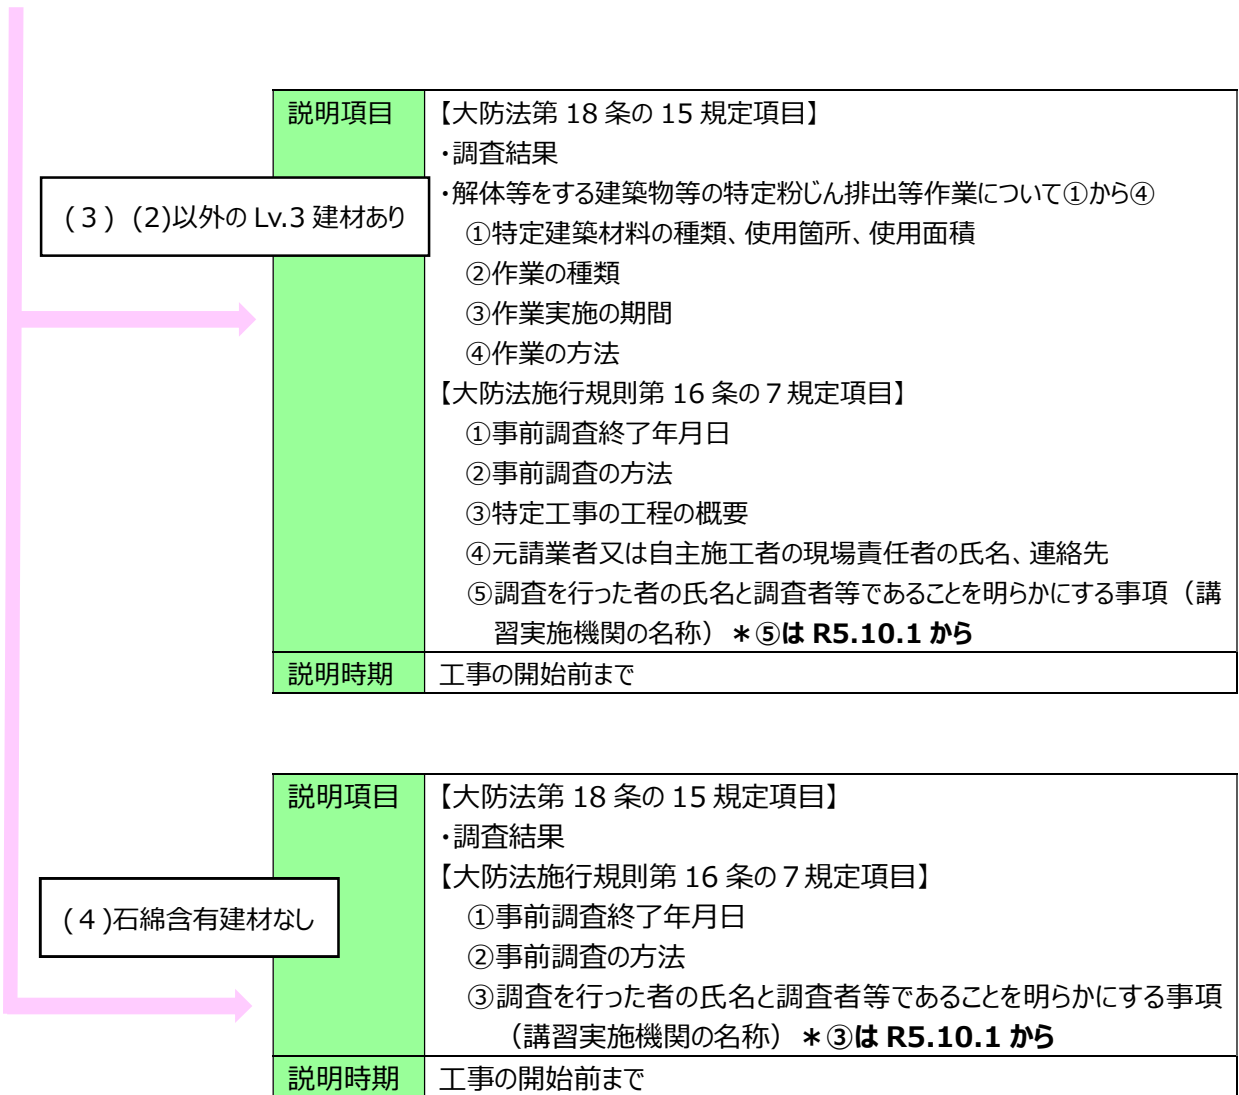 説明項目
【大防法第 18 条の 15 規定項目】
・調査結果
・解体等をする建築物等の特定粉じん排出等作業について①から④
①特定建築材料の種類、使用箇所、使用面積
②作業の種類
③作業実施の期間
④作業の方法
【大防法施行規則第 16 条の７規定項目】
①事前調査終了年月日
②事前調査の方法
③特定工事の工程の概要
④元請業者又は自主施工者の現場責任者の氏名、連絡先
⑤調査を行った者の氏名と調査者等であることを明らかにする事項（講
習実施機関の名称）＊⑤は R5.10.1 から
(３) (2)以外の Lv.3 建材あり
説明時期
工事の開始前まで
説明項目
【大防法第 18 条の 15 規定項目】
・調査結果
【大防法施行規則第 16 条の７規定項目】
①事前調査終了年月日
②事前調査の方法
③調査を行った者の氏名と調査者等であることを明らかにする事項
（講習実施機関の名称）＊③は R5.10.1 から
(４)石綿含有建材なし
説明時期
工事の開始前まで